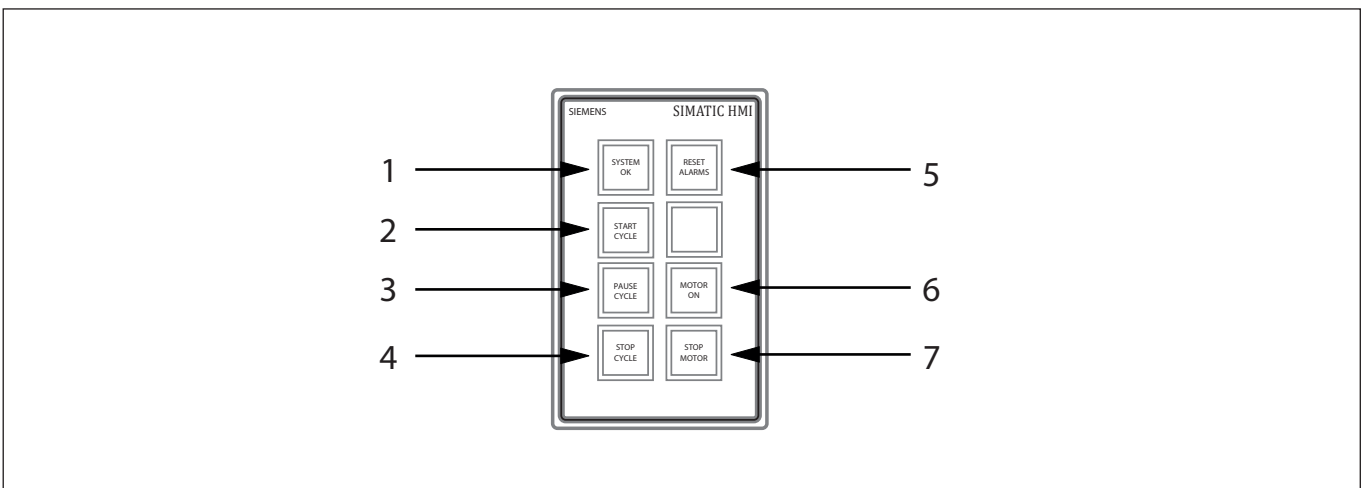 SIEMENS SIMATIC HMI
1 SYSTEM OK RESET ALARMS 5
2 START CYCLE
3 PAUSE CYCLE MOTOR ON 6
4 STOP CYCLE STOP MOTOR 7